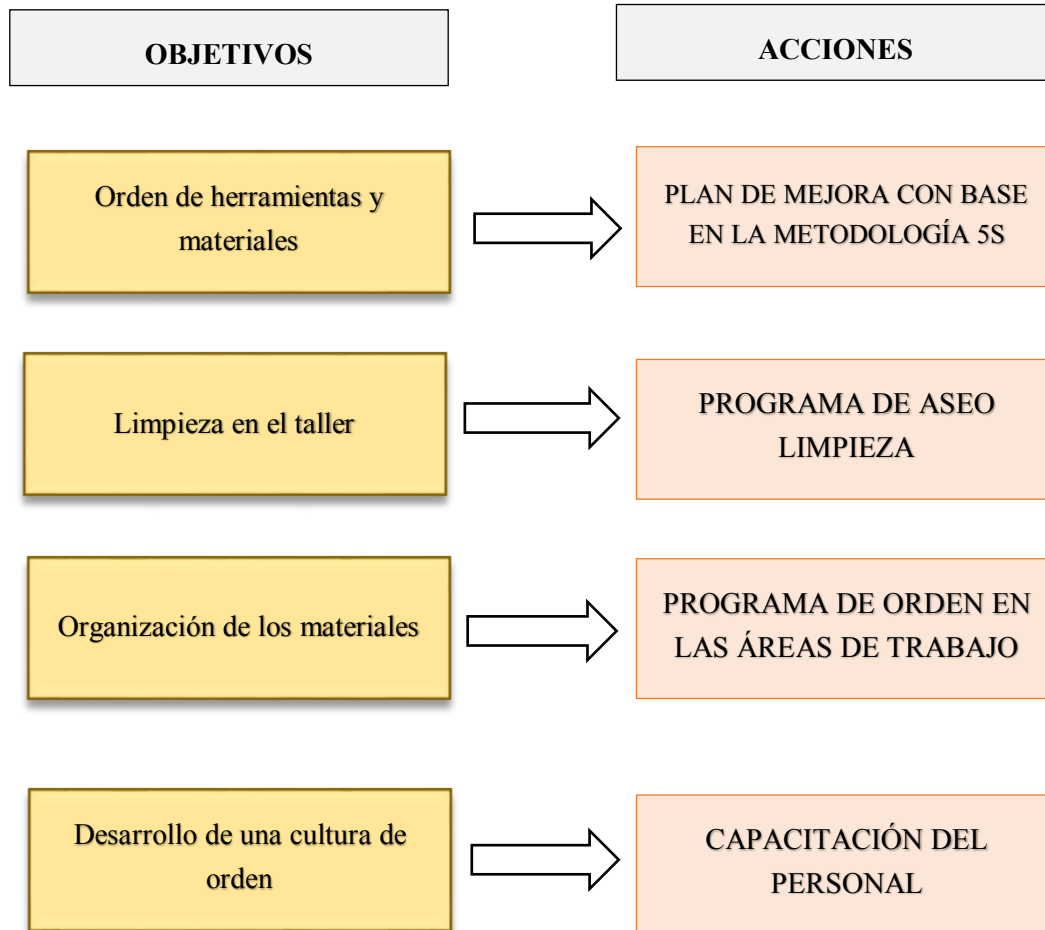 OBJETIVOS
ACCIONES
Orden de herramientas y
materiales
PLAN DE MEJORA CON BASE
EN LA METODOLOGÍA 5S
Limpieza en el taller
PROGRAMA DE ASEO
LIMPIEZA
Organización de los materiales
PROGRAMA DE ORDEN EN
LAS ÁREAS DE TRABAJO
Desarrollo de una cultura de
orden
CAPACITACIÓN DEL
PERSONAL